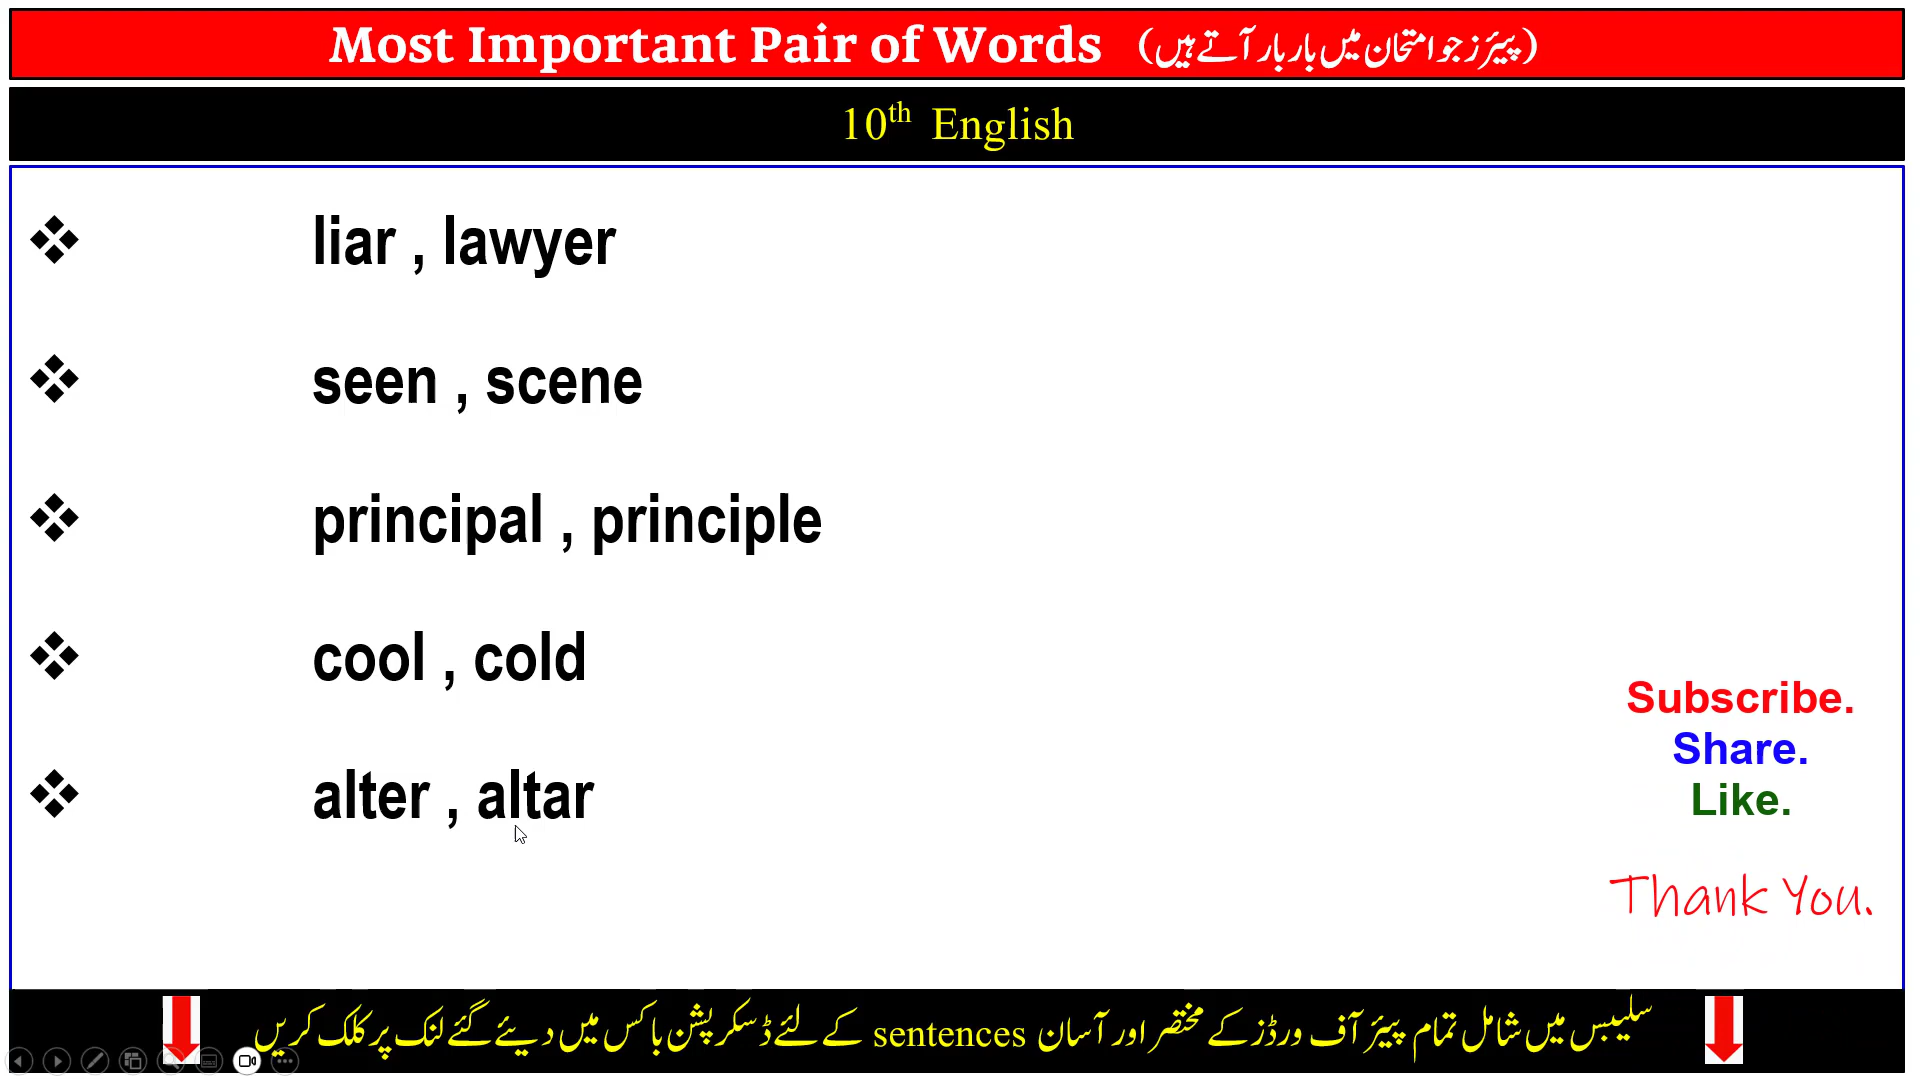 Most Important Pair of Words (پیئرز جو امتحان میں بار بار آتے ہیں)
10th English
❖ liar , lawyer
❖ seen , scene
❖ principal , principle
❖ cool , cold
❖ alter , altar
Subscribe.
Share.
Like.
Thank You.
سلیبس میں شامل تمام پیئر آف ورڈز کے مختصر اور آسان sentences کے لئے ڈسکرپشن باکس میں دیئے گئے لنک پر کلک کریں